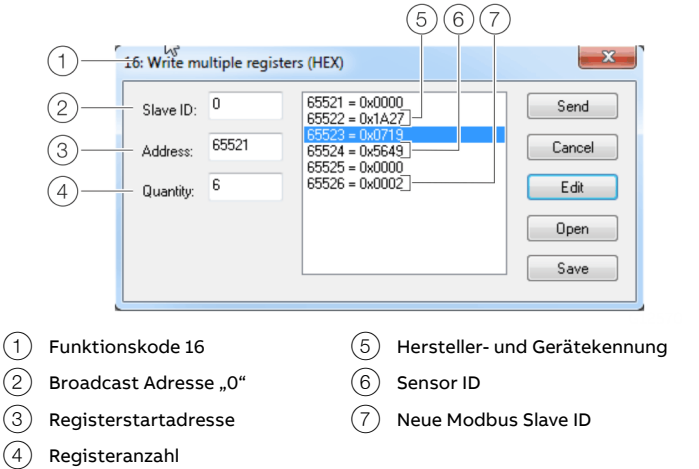 5 6 7
1 16: Write multiple registers (HEX) x
2 Slave ID: 0
3 Address: 65521
4 Quantity: 6
65521 = 0x0000
65522 = 0x1A27
65523 = 0x0719
65524 = 0x5649
65525 = 0x0000
65526 = 0x0002
Send
Cancel
Edit
Open
Save
1 Funktionskode 16
2 Broadcast Adresse „0“
3 Registerstartadresse
4 Registeranzahl
5 Hersteller- und Gerätekennung
6 Sensor ID
7 Neue Modbus Slave ID